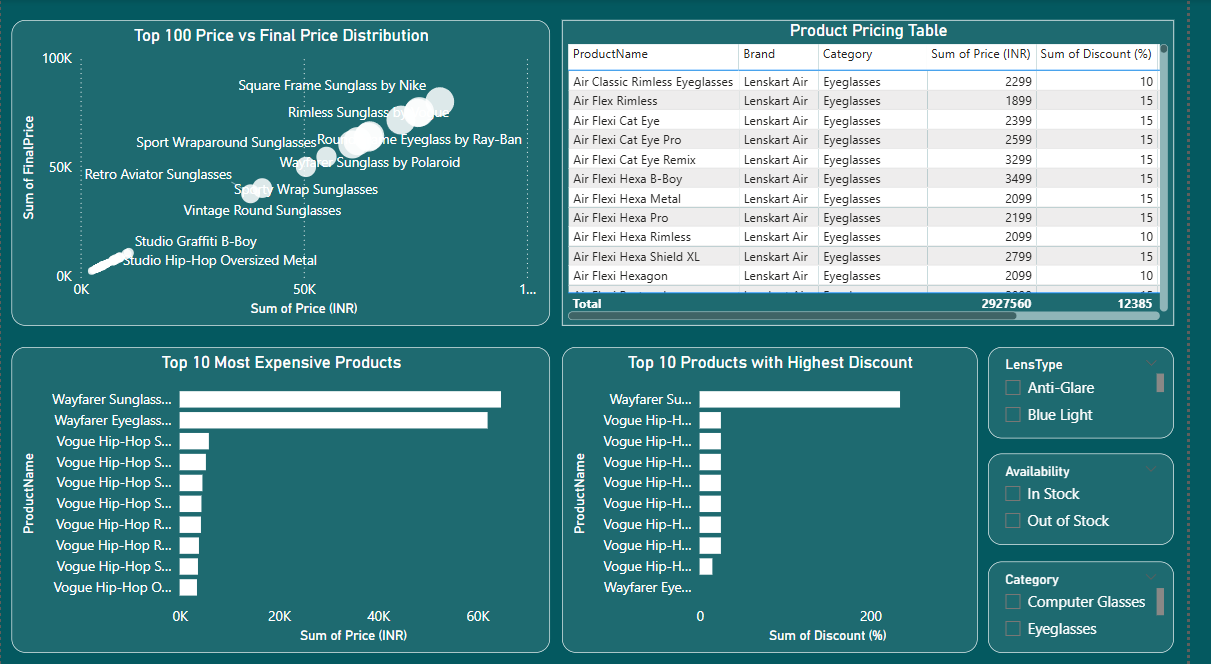 Top 100 Price vs Final Price Distribution
100K
50K
0K
Sum of FinalPrice
Square Frame Sunglass by Nike
Rimless Sunglass by
Sport Wraparound Sunglasses
Eyeglass by Ray-Ban
Wayfarer Sunglass by Polaroid
Retro Aviator Sunglasses
Sporty Wrap Sunglasses
Vintage Round Sunglasses
Studio Graffiti B-Boy
Studio Hip-Hop Oversized Metal
0K 50K 1...
Sum of Price (INR)
Product Pricing Table
ProductName Brand Category Sum of Price (INR) Sum of Discount (%)
Air Classic Rimless Eyeglasses Lenskart Air Eyeglasses 2299 10
Air Flex Rimless Lenskart Air Eyeglasses 1899 15
Air Flexi Cat Eye Lenskart Air Eyeglasses 2399 15
Air Flexi Cat Eye Pro Lenskart Air Eyeglasses 2599 15
Air Flexi Cat Eye Remix Lenskart Air Eyeglasses 3299 15
Air Flexi Hexa B-Boy Lenskart Air Eyeglasses 3499 15
Air Flexi Hexa Metal Lenskart Air Eyeglasses 2099 15
Air Flexi Hexa Pro Lenskart Air Eyeglasses 2199 15
Air Flexi Hexa Rimless Lenskart Air Eyeglasses 2099 10
Air Flexi Hexa Shield XL Lenskart Air Eyeglasses 2799 15
Air Flexi Hexagon Lenskart Air Eyeglasses 2099 10
Total 2927560 12385
Top 10 Most Expensive Products
ProductName
Wayfarer Sunglass...
Wayfarer Eyeglass...
Vogue Hip-Hop S...
Vogue Hip-Hop S...
Vogue Hip-Hop S...
Vogue Hip-Hop S...
Vogue Hip-Hop R...
Vogue Hip-Hop R...
Vogue Hip-Hop S...
Vogue Hip-Hop O...
0K 20K 40K 60K
Sum of Price (INR)
Top 10 Products with Highest Discount
ProductName
Wayfarer Su...
Vogue Hip-H...
Vogue Hip-H...
Vogue Hip-H...
Vogue Hip-H...
Vogue Hip-H...
Vogue Hip-H...
Vogue Hip-H...
Vogue Hip-H...
Wayfarer Eye...
0 200
Sum of Discount (%)
LensType
Anti-Glare
Blue Light
Availability
In Stock
Out of Stock
Category
Computer Glasses
Eyeglasses